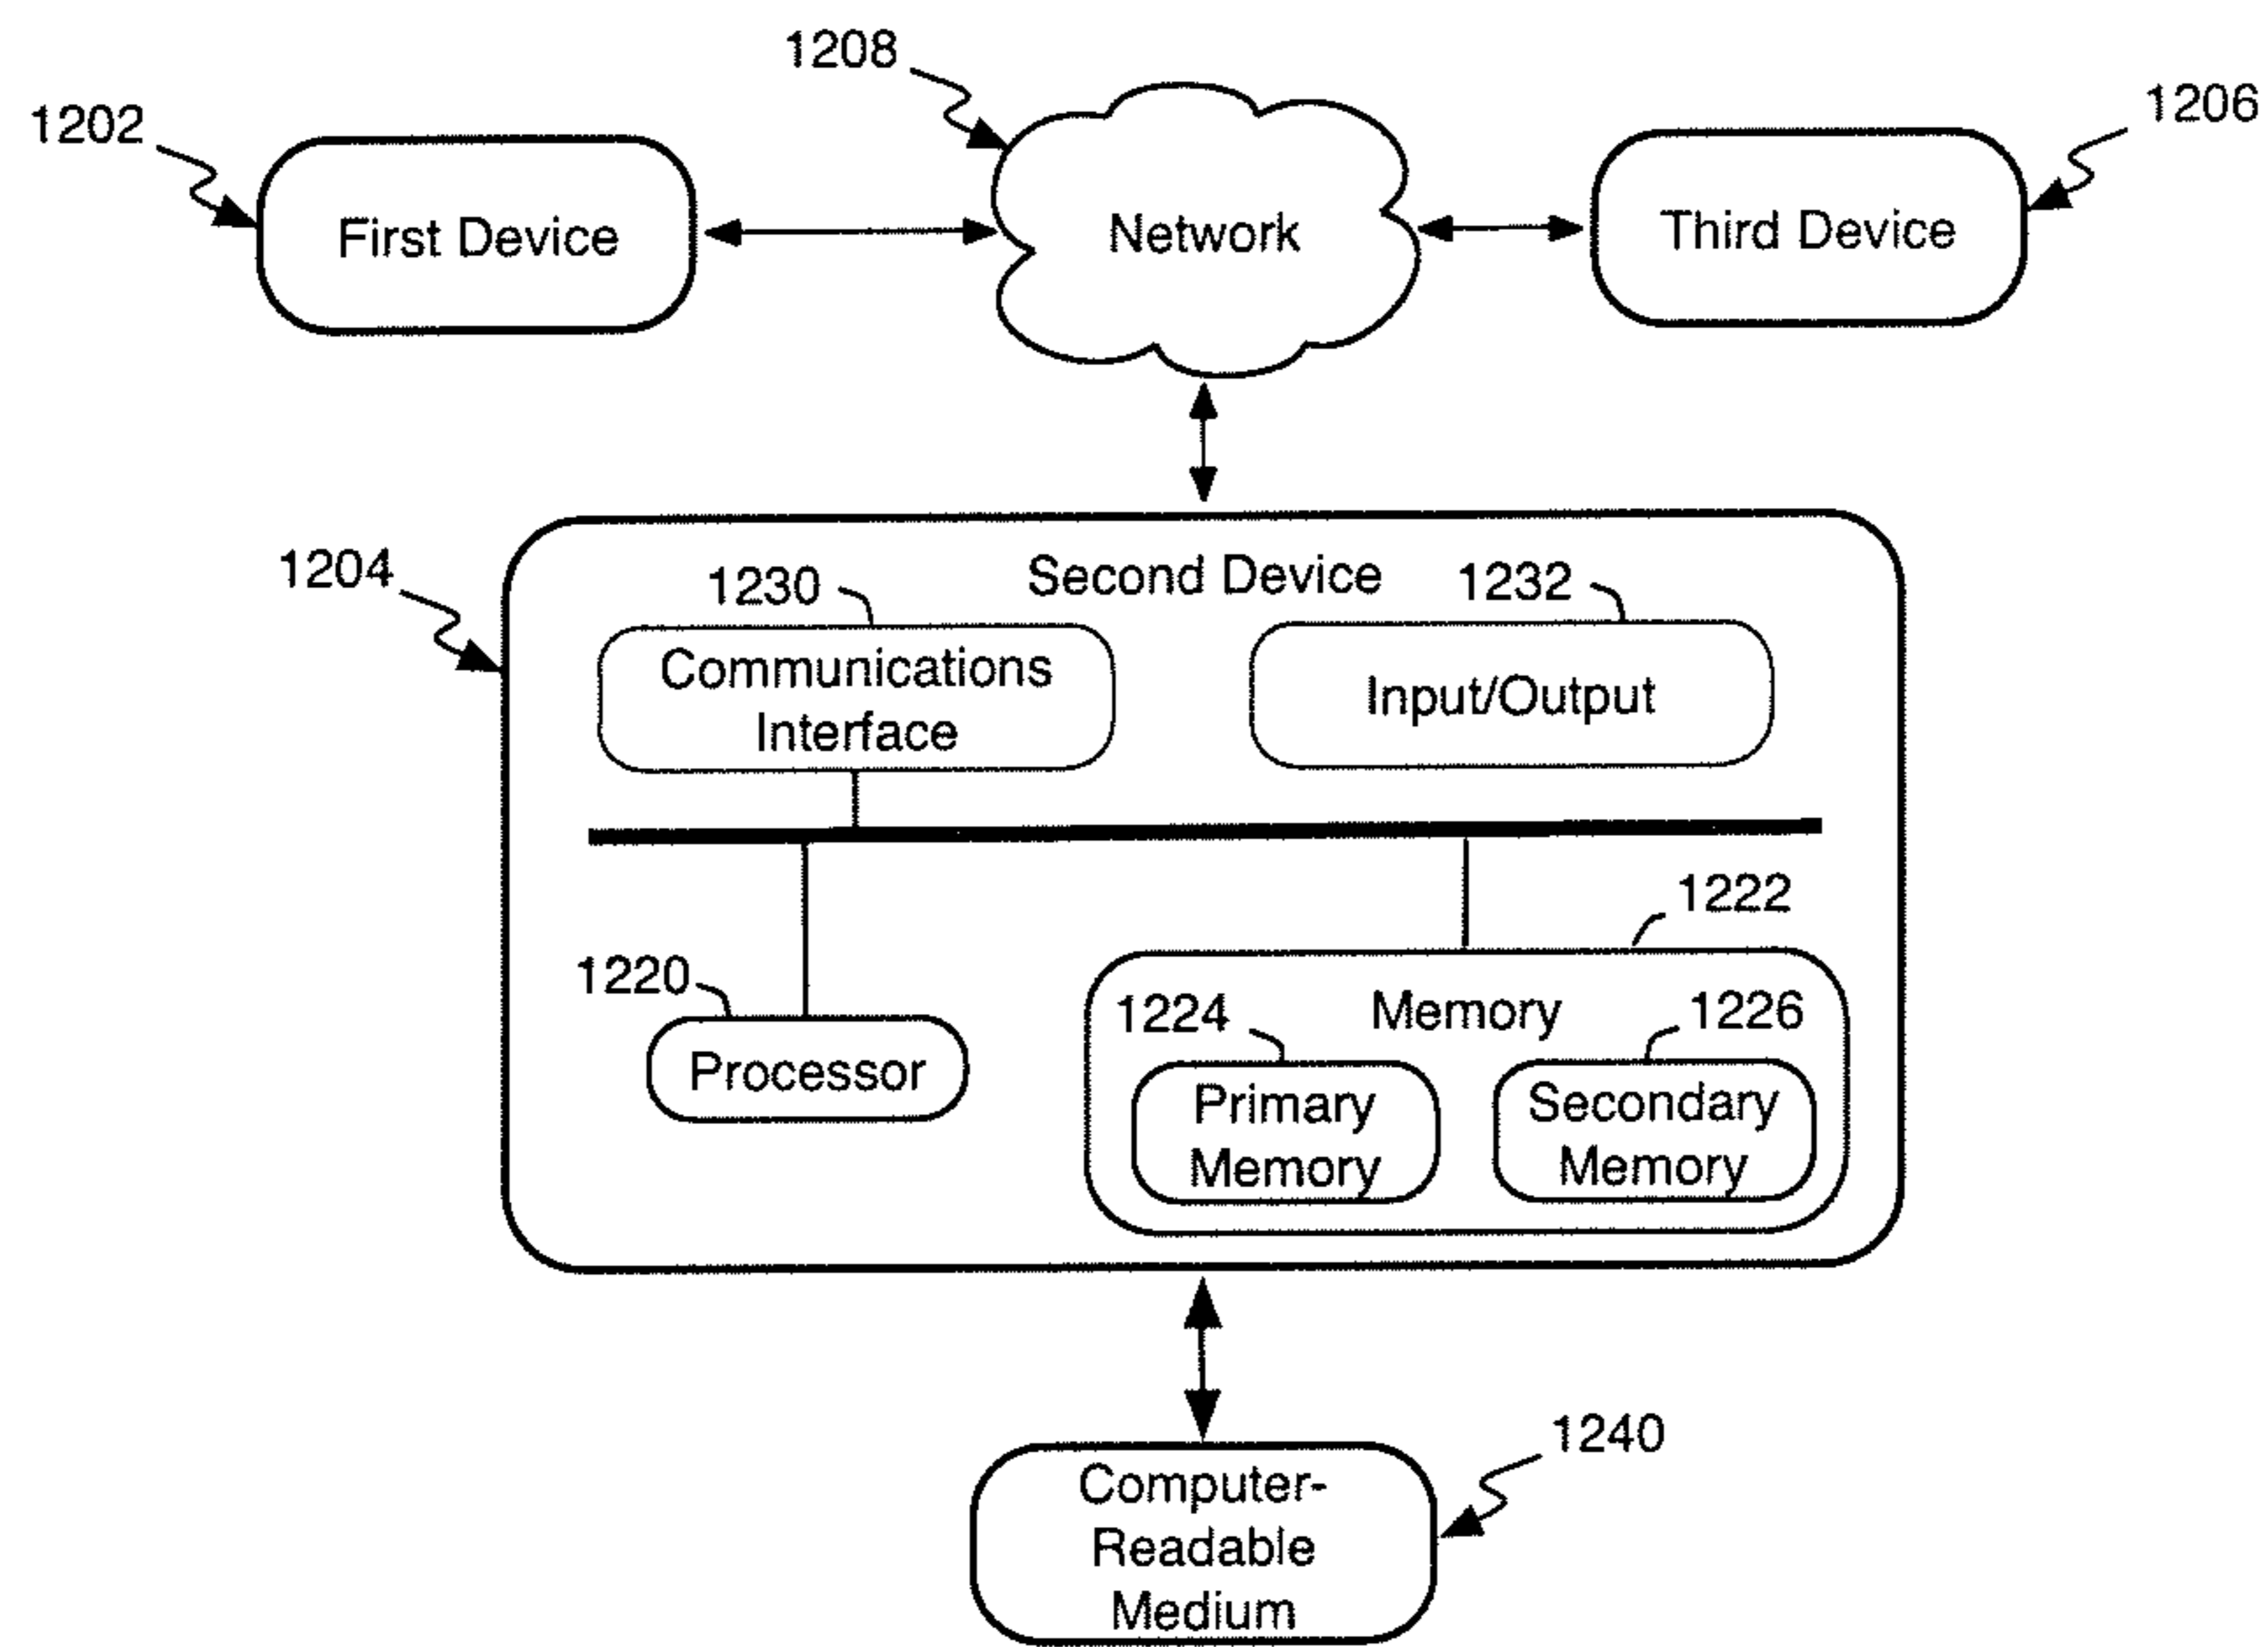 1208
1202
1206
First Device
Network
Third Device
1204
Second Device
1230
1232
Communications
Interface
Input/Output
1222
1220
Processor
Memory
1224
1226
Primary
Memory
Secondary
Memory
1240
Computer-
Readable
Medium